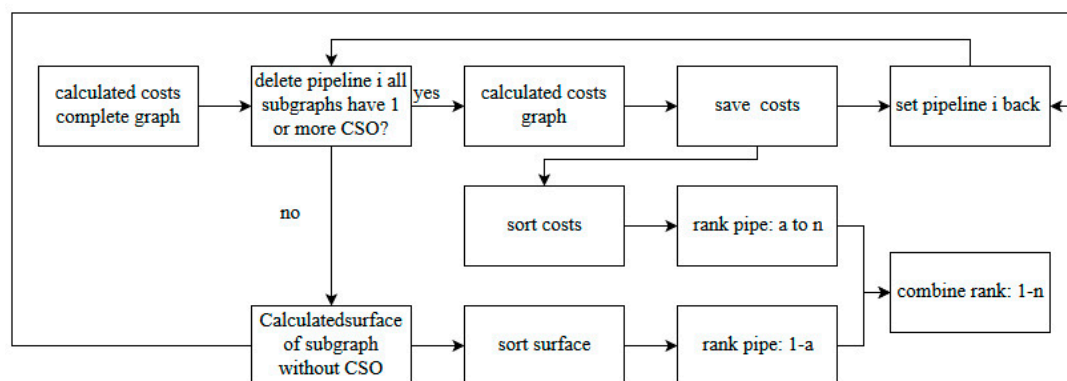 calculated costs
complete graph
delete pipeline i all
subgraphs have 1
or more CSO?
yes
calculated costs
graph
save costs
set pipeline i back
no
sort costs
rank pipe: a to n
combine rank: 1-n
Calculatedsurface
of subgraph
without CSO
sort surface
rank pipe: 1-a